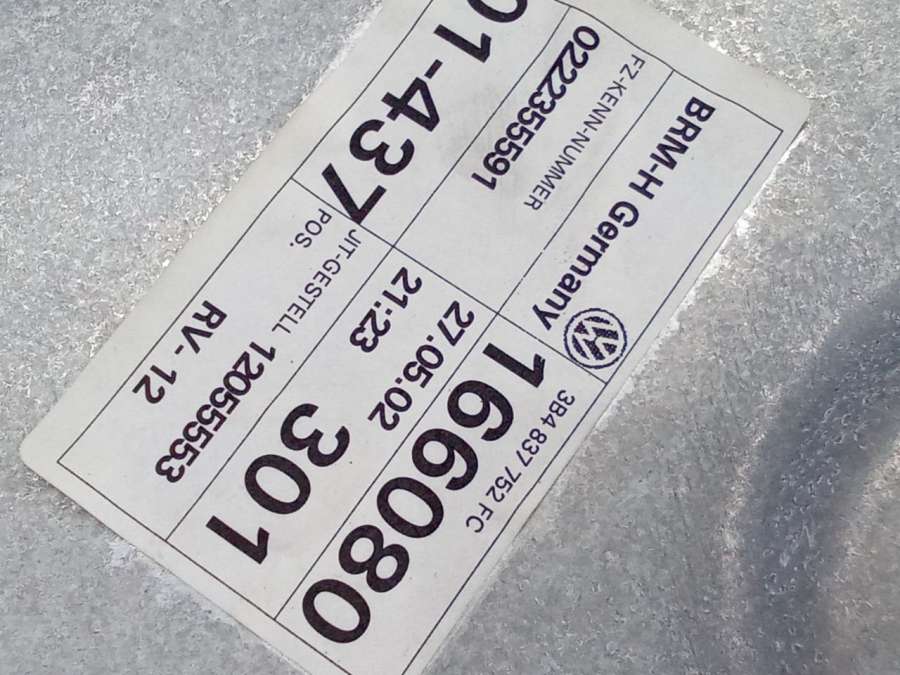 BRM-H Germany
3B4 837 752 FC
FZ-KENN-NUMMER
0222355591
166080
27.05.02
21:23
301
01-437
JIT-GESTELL 12055553
POS.
RV-12